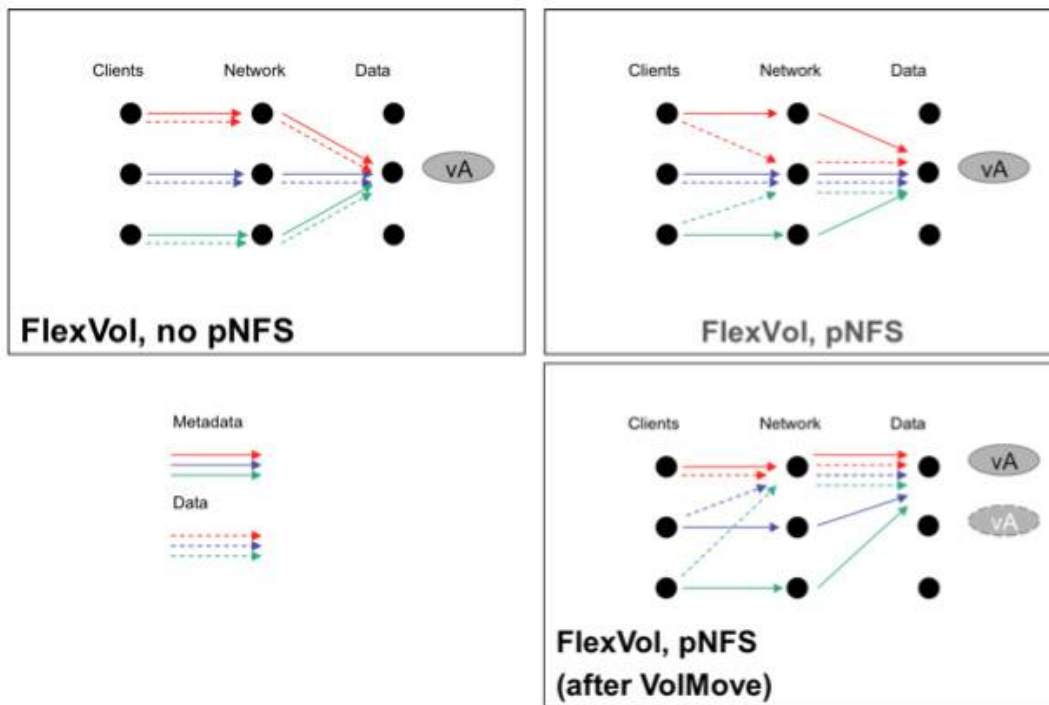 Clients Network Data
vA
FlexVol, no pNFS
Clients Network Data
vA
FlexVol, pNFS
Metadata
Data
Clients Network Data
vA
vA
FlexVol, pNFS
(after VolMove)